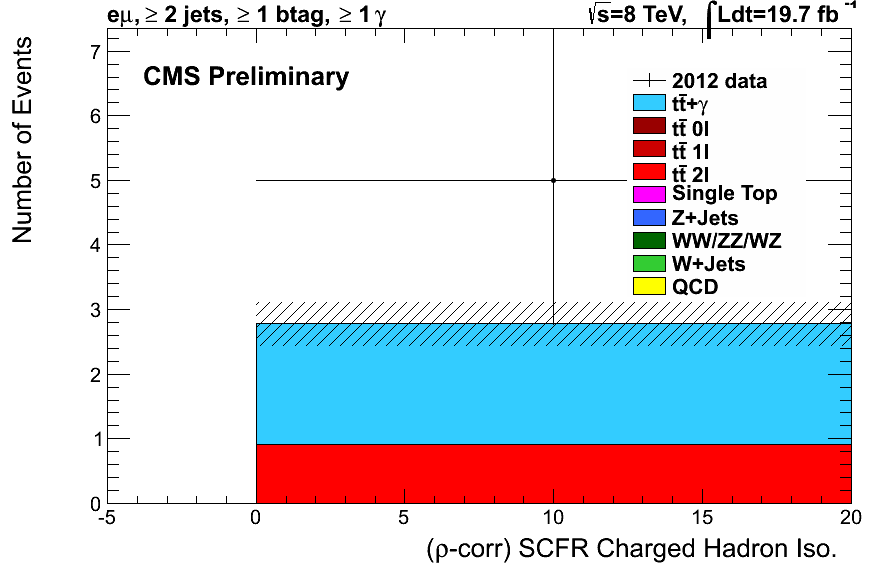 eμ, ≥ 2 jets, ≥ 1 btag, ≥ 1 γ
√s=8 TeV, ∫Ldt=19.7 fb⁻¹
CMS Preliminary
Number of Events
7
6
5
4
3
2
1
0
2012 data
tt̄+γ
tt̄ 0l
tt̄ 1l
tt̄ 2l
Single Top
Z+Jets
WW/ZZ/WZ
W+Jets
QCD
-5 0 5 10 15 20
(ρ-corr) SCFR Charged Hadron Iso.